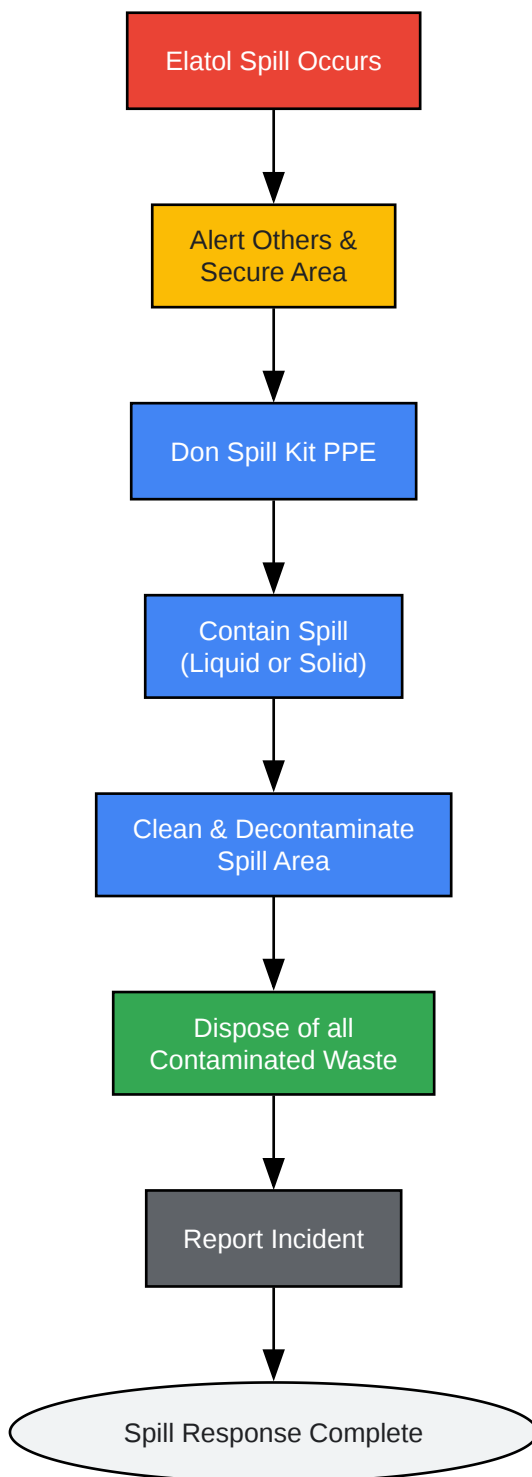 Elatol Spill Occurs
Alert Others &
Secure Area
Don Spill Kit PPE
Contain Spill
(Liquid or Solid)
Clean & Decontaminate
Spill Area
Dispose of all
Contaminated Waste
Report Incident
Spill Response Complete